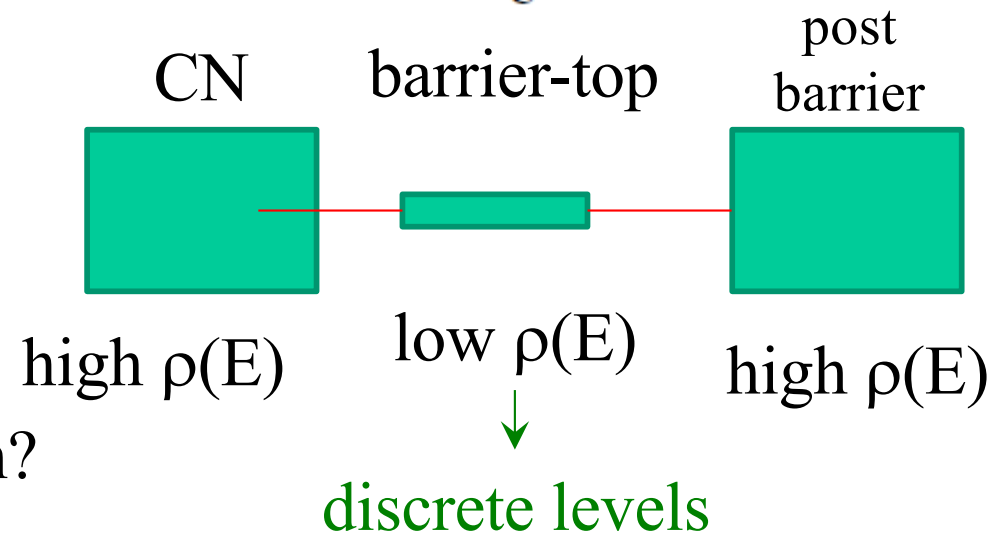 CN
barrier-top
post
barrier
high ρ(E)
low ρ(E)
high ρ(E)
discrete levels